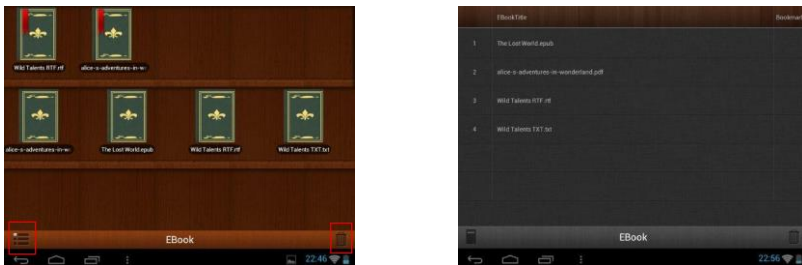 Wild Talents RTF.rtf
alice-s-adventures-in-w
alice-s-adventures-in-w
The Lost World.epub
Wild Talents RTF.rtf
Wild Talents TXT.txt
EBook
22:46
EBookTitle
Bookmark
1 The Lost World.epub
2 alice-s-adventures-in-wonderland.pdf
3 Wild Talents RTF.rtf
4 Wild Talents TXT.txt
EBook
22:56